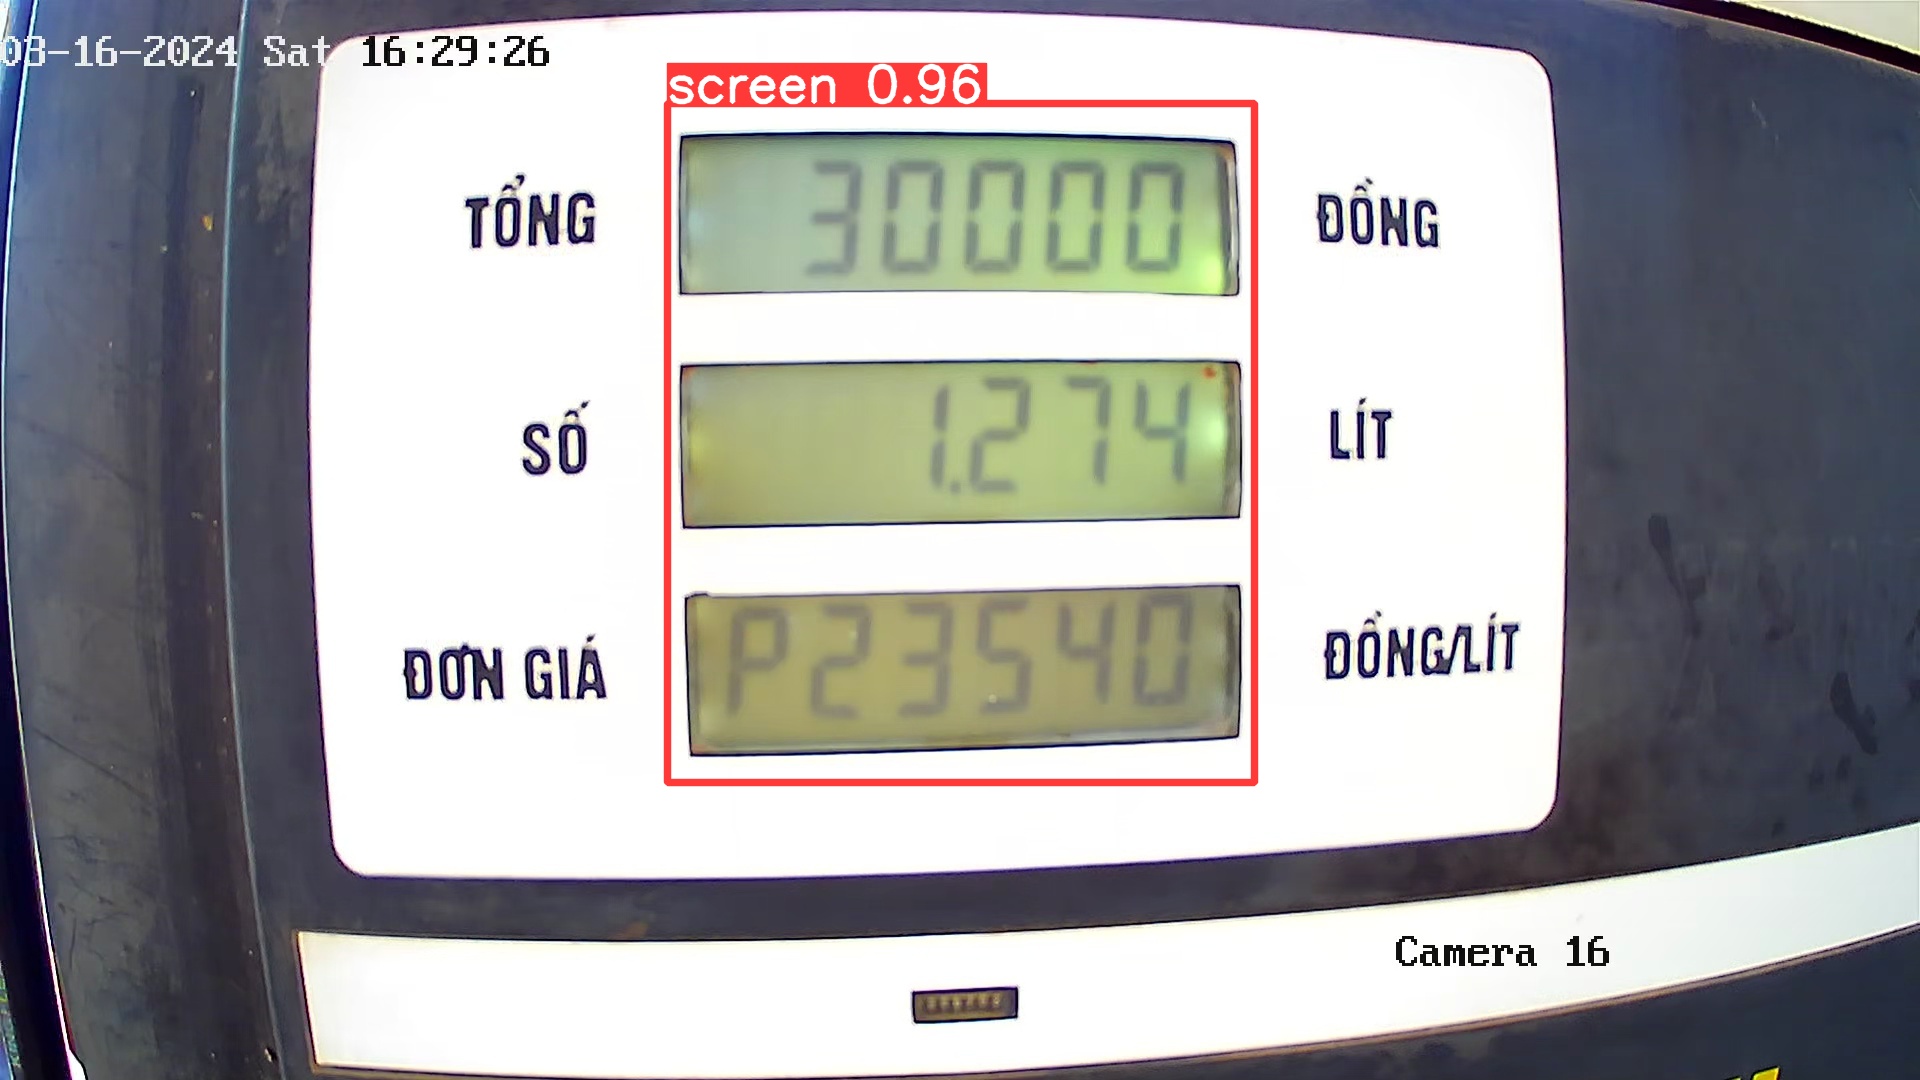 03-16-2024 Sat 16:29:26
screen 0.96
TỔNG 30000 ĐỒNG
SỐ 1.274 LÍT
ĐƠN GIÁ P23540 ĐỒNG/LÍT
Camera 16